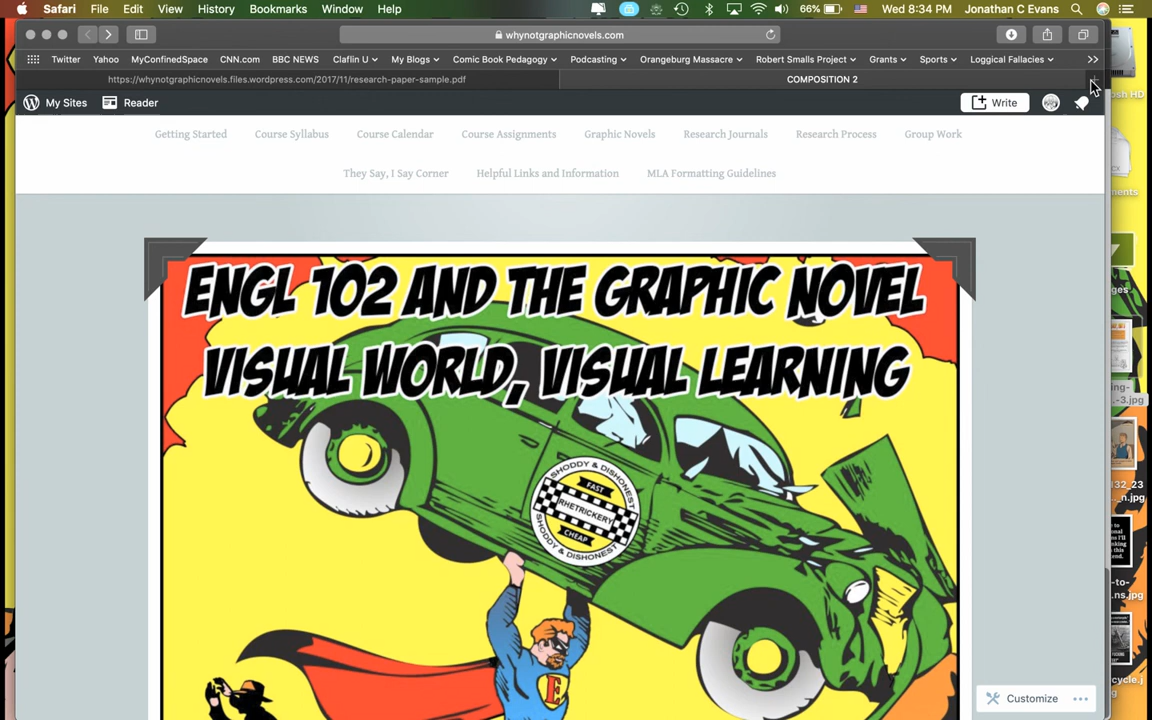 Safari File Edit View History Bookmarks Window Help 66% Wed 8:34 PM Jonathan C Evans
whynotgraphicnovels.com
Twitter Yahoo MyConfinedSpace CNN.com BBC NEWS Claflin U My Blogs Comic Book Pedagogy Podcasting Orangeburg Massacre Robert Smalls Project Grants Sports Loggical Fallacies
https://whynotgraphicnovels.files.wordpress.com/2017/11/research-paper-sample.pdf COMPOSITION 2
My Sites Reader Write
Getting Started Course Syllabus Course Calendar Course Assignments Graphic Novels Research Journals Research Process Group Work
They Say, I Say Corner Helpful Links and Information MLA Formatting Guidelines
ENGL 102 AND THE GRAPHIC NOVEL
VISUAL WORLD, VISUAL LEARNING
SHODDY & DISHONEST
FAST
RHETRICKERY
CHEAP
SHODDY & DISHONEST
E
Customize